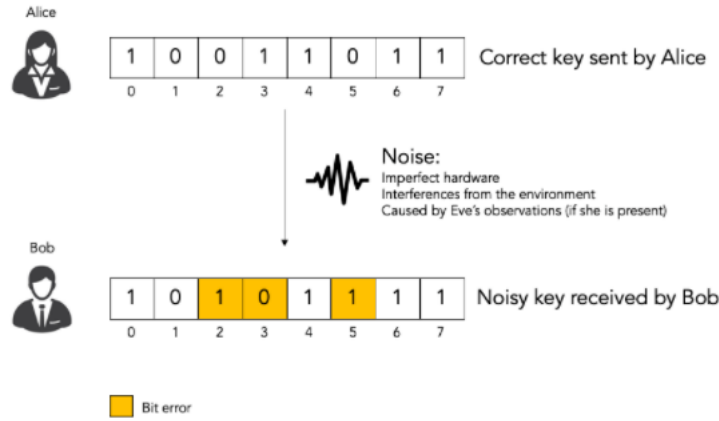 Alice
1 0 0 1 1 0 1 1 Correct key sent by Alice
0 1 2 3 4 5 6 7
Noise:
Imperfect hardware
Interferences from the environment
Caused by Eve's observations (if she is present)
Bob
1 0 1 0 1 1 1 1 Noisy key received by Bob
0 1 2 3 4 5 6 7
Bit error